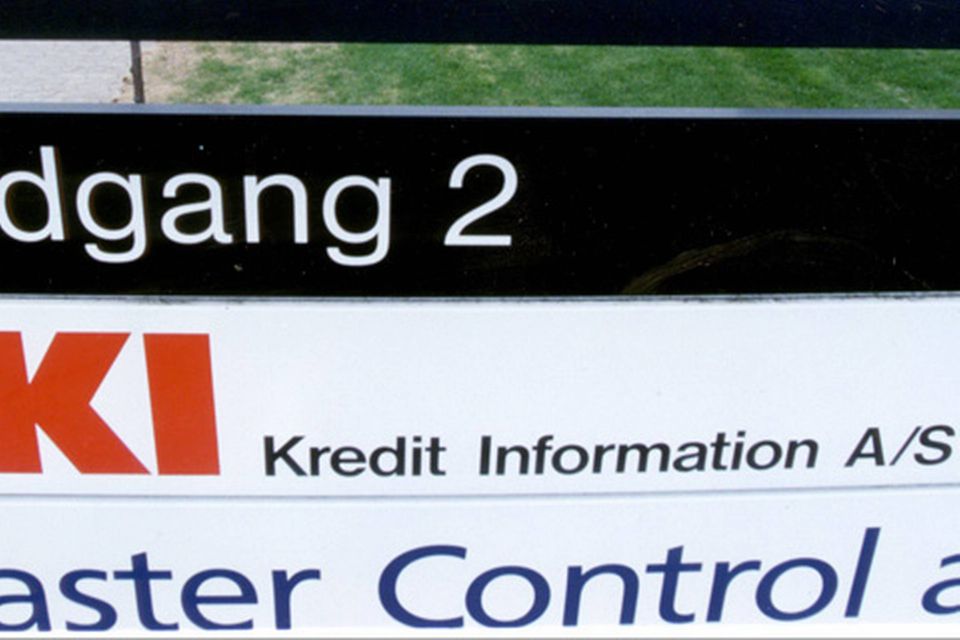 dgang 2
KI Kredit Information A/S
aster Control a